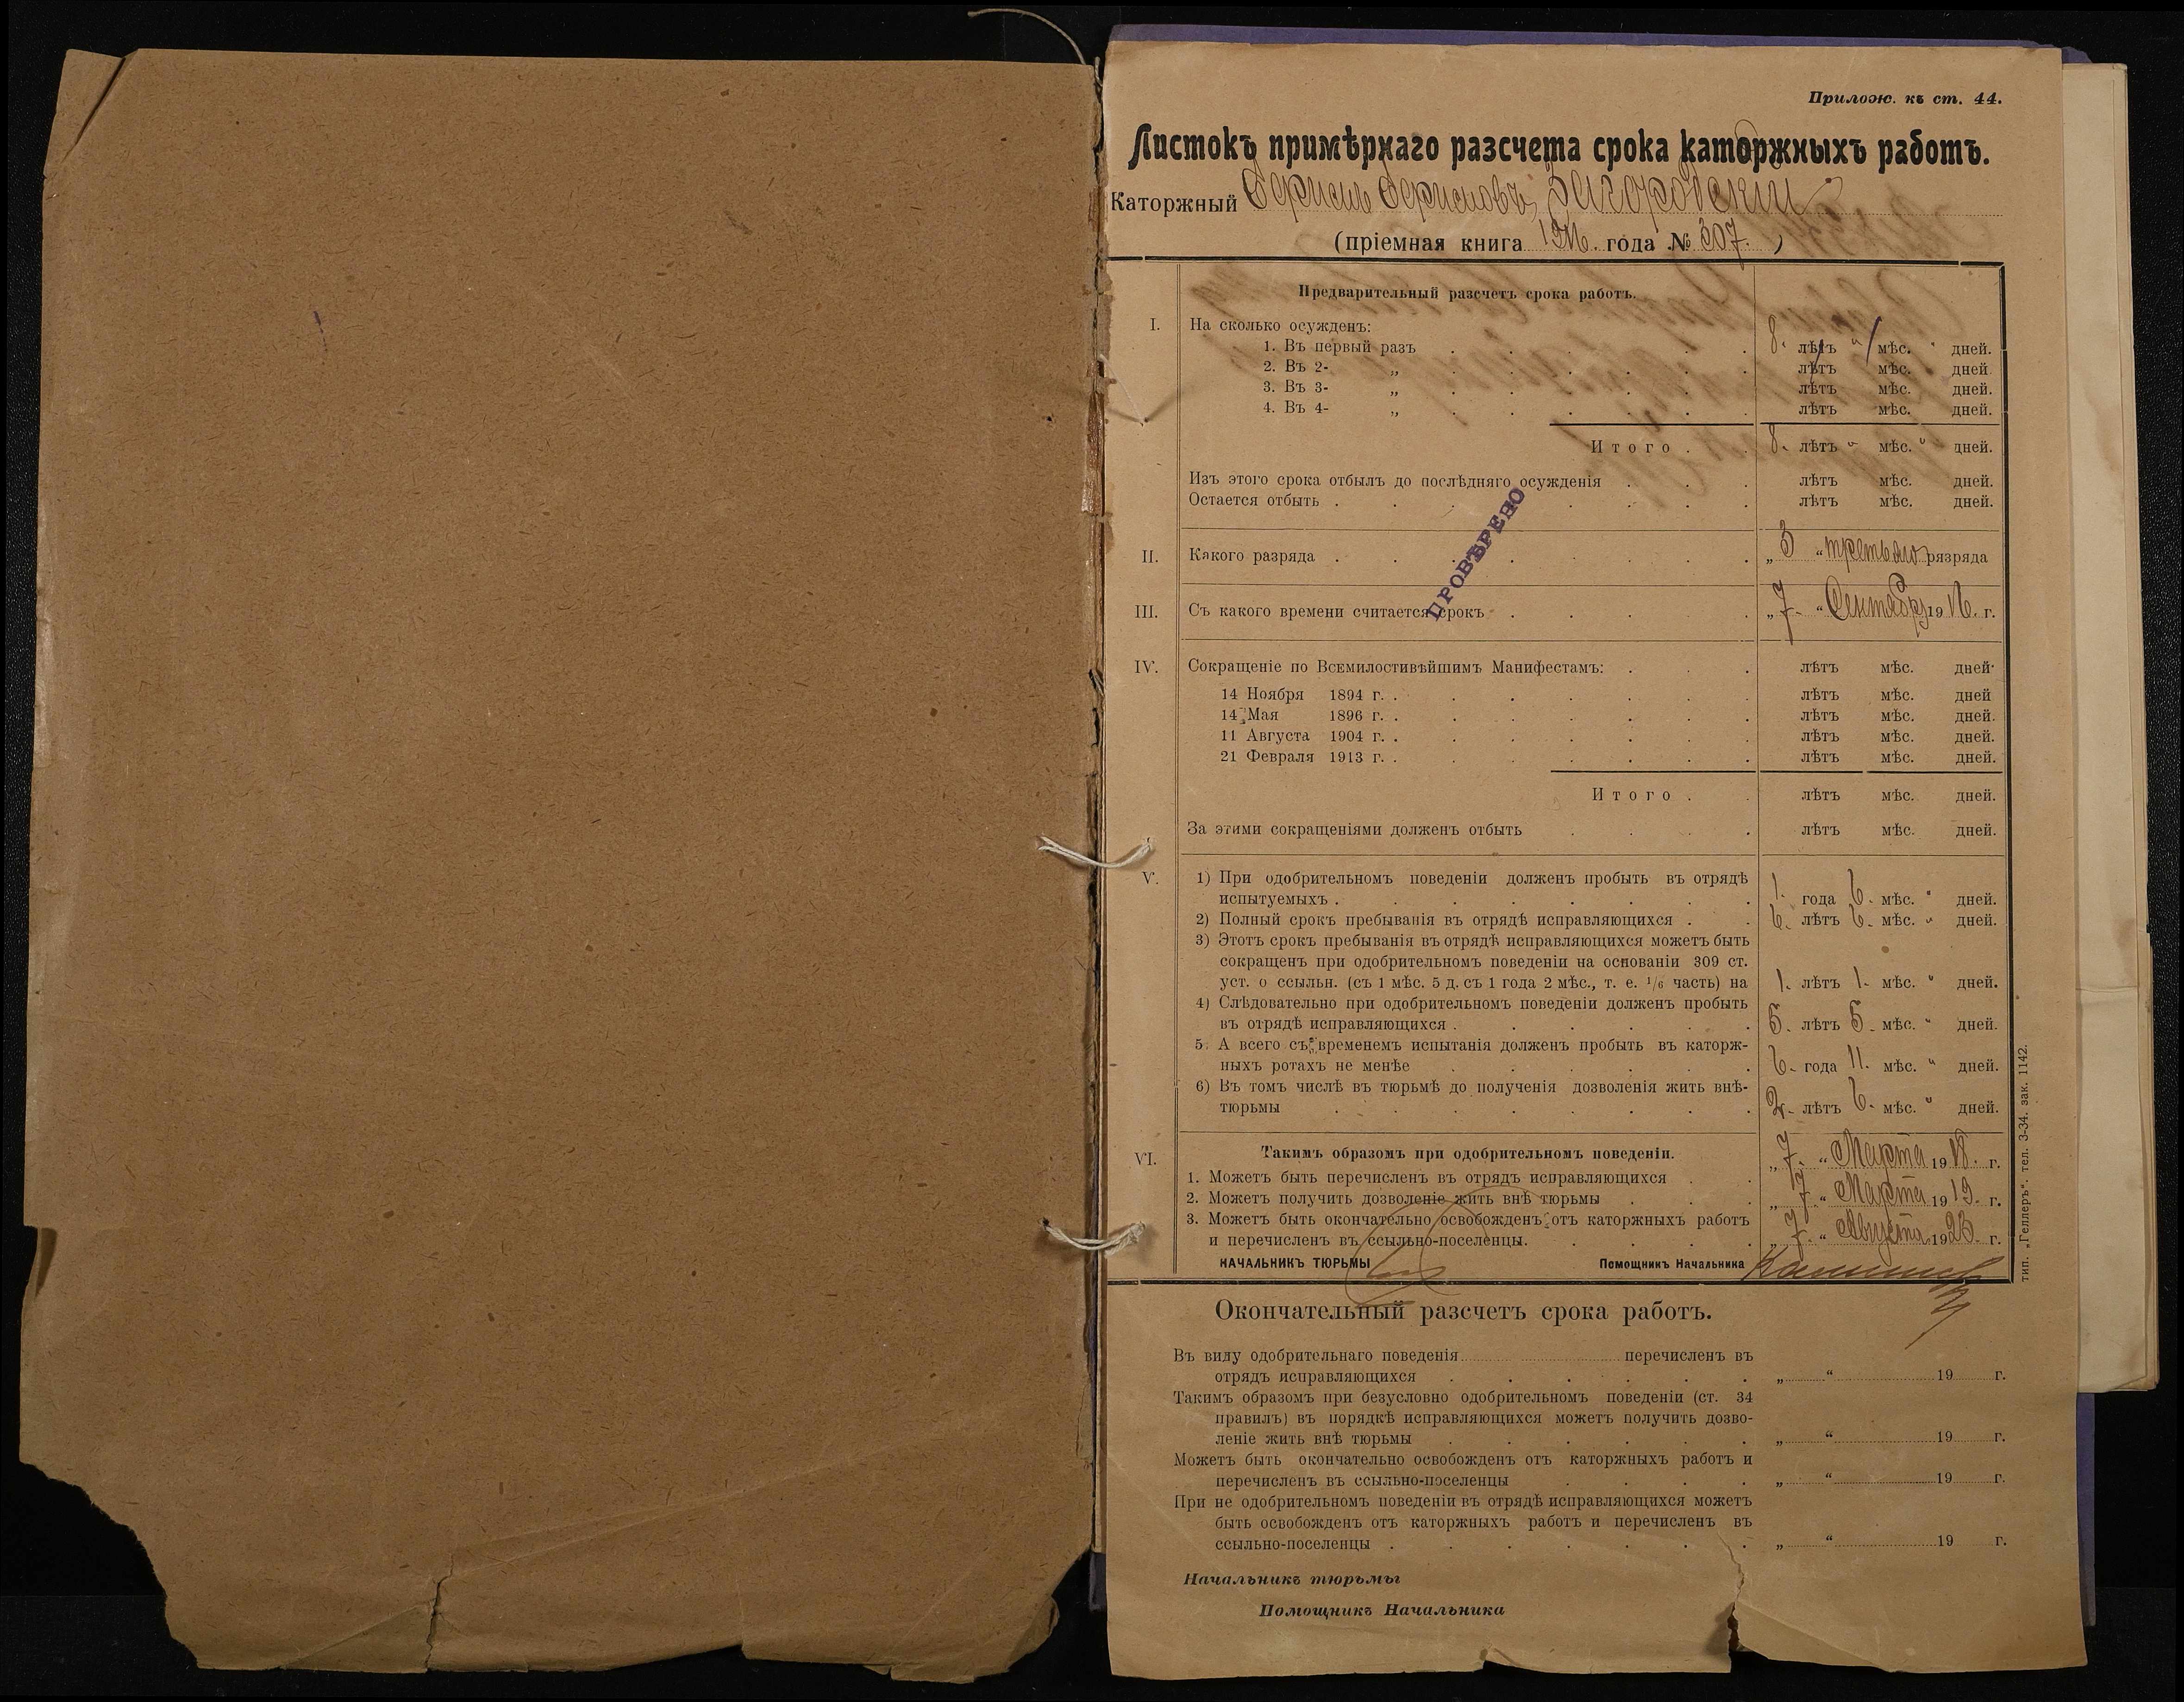 Прилож. къ ст. 44.
Листокъ примѣрнаго разсчета срока каторжныхъ работъ.
Каторжный Борисъ Борисовъ Загородскій
(пріемная книга 1916. года № 307. )
Предварительный разсчетъ срока работъ.
I. На сколько осужденъ:
1. Въ первый разъ . . . . . . 8. лѣтъ " мѣс. " дней.
2. Въ 2- „ . . . . . . лѣтъ мѣс. дней.
3. Въ 3- „ . . . . . . лѣтъ мѣс. дней.
4. Въ 4- „ . . . . . . лѣтъ мѣс. дней.
Итого . . 8. лѣтъ " мѣс. " дней.
Изъ этого срока отбылъ до послѣдняго осужденія . . . лѣтъ мѣс. дней.
Остается отбыть . . . . . . . . лѣтъ мѣс. дней.
ПРОВѢРЕНО
II. Какого разряда . . . . . . . . „ 3 “ третьяго рязряда
III. Съ какого времени считается срокъ . . . . . „ 7. “ Сентября 1916. г.
IV. Сокращеніе по Всемилостивѣйшимъ Манифестамъ: . . . лѣтъ мѣс. дней.
14 Ноября 1894 г. . . . . . . . лѣтъ мѣс. дней
14 Мая 1896 г. . . . . . . . лѣтъ мѣс. дней.
11 Августа 1904 г. . . . . . . . лѣтъ мѣс. дней.
21 Февраля 1913 г. . . . . . . . лѣтъ мѣс. дней.
Итого . . лѣтъ мѣс. дней.
За этими сокращеніями долженъ отбыть . . . . лѣтъ мѣс. дней.
V. 1) При одобрительномъ поведеніи долженъ пробыть въ отрядѣ
испытуемыхъ . . . . . . . . 1. года 6. мѣс. " дней.
2) Полный срокъ пребыванія въ отрядѣ исправляющихся . . 6. лѣтъ 6. мѣс. " дней.
3) Этотъ срокъ пребыванія въ отрядѣ исправляющихся можетъ быть
сокращенъ при одобрительномъ поведеніи на основаніи 309 ст.
уст. о ссыльн. (съ 1 мѣс. 5 д. съ 1 года 2 мѣс., т. е. 1/6 часть) на 1. лѣтъ 1. мѣс. " дней.
4) Слѣдовательно при одобрительномъ поведеніи долженъ пробыть
въ отрядѣ исправляющихся . . . . . . 5. лѣтъ 5. мѣс. " дней.
5. А всего съ временемъ испытанія долженъ пробыть въ каторж-
ныхъ ротахъ не менѣе . . . . . . 6. года 11. мѣс. " дней.
6) Въ томъ числѣ въ тюрьмѣ до полученія дозволенія жить внѣ-
тюрьмы . . . . . . . . 2. лѣтъ 6. мѣс. " дней.
VI. Такимъ образомъ при одобрительномъ поведеніи.
1. Можетъ быть перечисленъ въ отрядъ исправляющихся . . „ 7. “ Марта 1918. г.
2. Можетъ получить дозволеніе жить внѣ тюрьмы . . . „ 7 “ Марта 1919. г.
3. Можетъ быть окончательно освобожденъ отъ каторжныхъ работъ
и перечисленъ въ ссыльно-поселенцы. . . . . „ 7. “ Августа 1923. г.
НАЧАЛЬНИКЪ ТЮРЬМЫ Помощникъ Начальника
тип. „Геллеръ“. тел. 3-34. зак. 1142.
Окончательный разсчетъ срока работъ.
Въ виду одобрительнаго поведенія перечисленъ въ
отрядъ исправляющихся . . . . . . „ “ 19 г.
Такимъ образомъ при безусловно одобрительномъ поведеніи (ст. 34
правилъ) въ порядкѣ исправляющихся можетъ получить дозво-
леніе жить внѣ тюрьмы . . . . . . „ “ 19 г.
Можетъ быть окончательно освобожденъ отъ каторжныхъ работъ и
перечисленъ въ ссыльно-поселенцы . . . . „ “ 19 г.
При не одобрительномъ поведеніи въ отрядѣ исправляющихся можетъ
быть освобожденъ отъ каторжныхъ работъ и перечисленъ въ
ссыльно-поселенцы . . . . . . . „ “ 19 г.
Начальникъ тюрьмы
Помощникъ Начальника